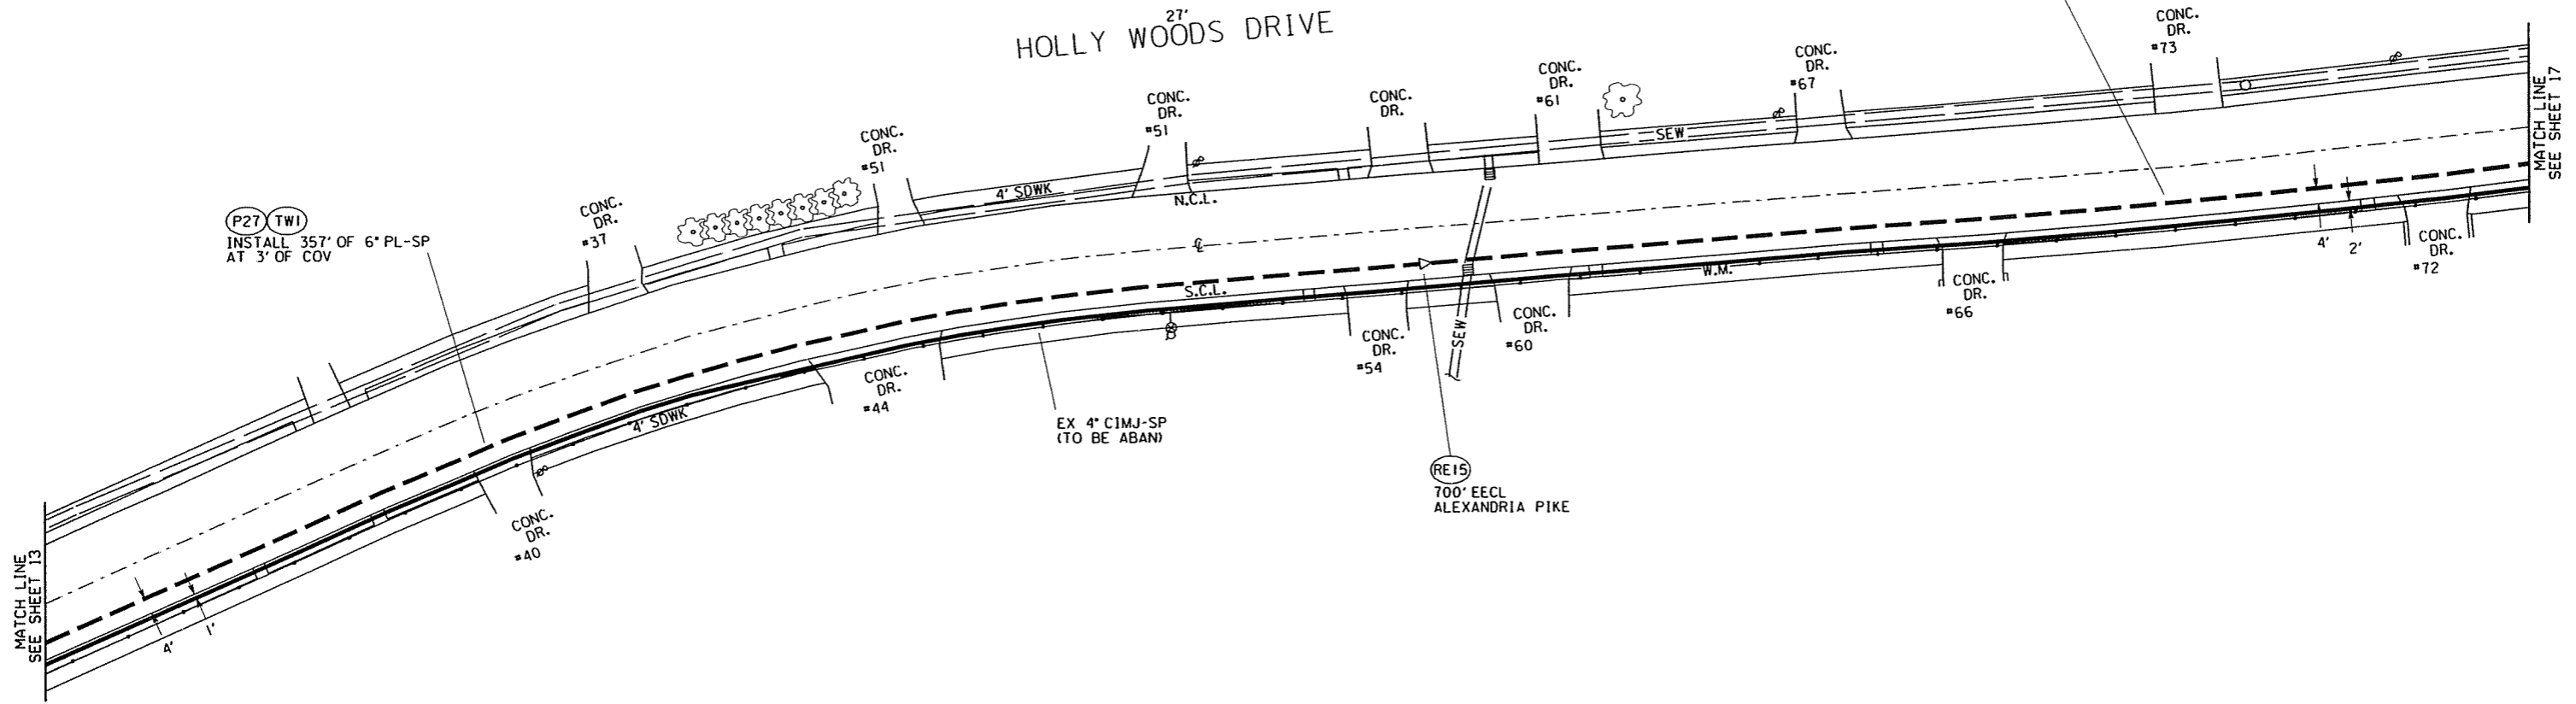 27'
HOLLY WOODS DRIVE
CONC.
DR.
#73
CONC.
DR.
#67
CONC.
DR.
#61
CONC.
DR.
CONC.
DR.
#51
CONC.
DR.
#51
CONC.
DR.
#37
P27 TW1
INSTALL 357' OF 6" PL-SP
AT 3' OF COV
4' SDWK
N.C.L.
SEW
MATCH LINE
SEE SHEET 17
℄
S.C.L.
W.M.
4'
2'
CONC.
DR.
#72
CONC.
DR.
#66
CONC.
DR.
#60
SEW
CONC.
DR.
#54
CONC.
DR.
#44
4' SDWK
EX 4" CIMJ-SP
(TO BE ABAN)
RE15
700' EECL
ALEXANDRIA PIKE
CONC.
DR.
#40
MATCH LINE
SEE SHEET 13
4'
1'